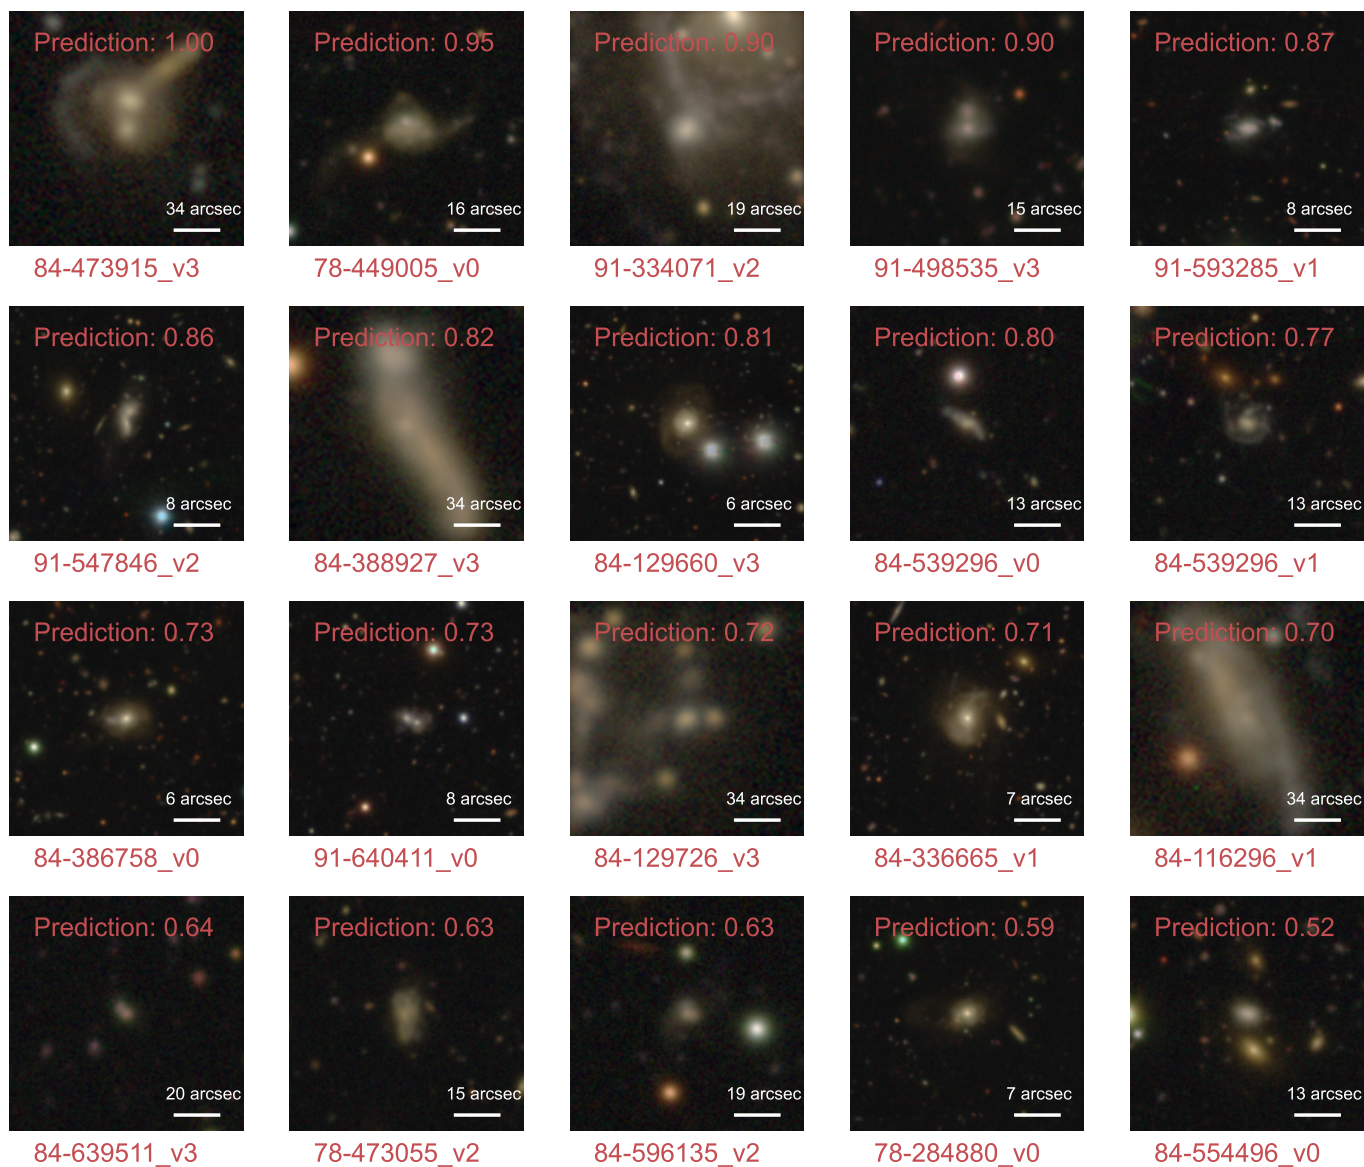 Prediction: 1.00
34 arcsec
84-473915_v3
Prediction: 0.95
16 arcsec
78-449005_v0
Prediction: 0.90
19 arcsec
91-334071_v2
Prediction: 0.90
15 arcsec
91-498535_v3
Prediction: 0.87
8 arcsec
91-593285_v1
Prediction: 0.86
8 arcsec
91-547846_v2
Prediction: 0.82
34 arcsec
84-388927_v3
Prediction: 0.81
6 arcsec
84-129660_v3
Prediction: 0.80
13 arcsec
84-539296_v0
Prediction: 0.77
13 arcsec
84-539296_v1
Prediction: 0.73
6 arcsec
84-386758_v0
Prediction: 0.73
8 arcsec
91-640411_v0
Prediction: 0.72
34 arcsec
84-129726_v3
Prediction: 0.71
7 arcsec
84-336665_v1
Prediction: 0.70
34 arcsec
84-116296_v1
Prediction: 0.64
20 arcsec
84-639511_v3
Prediction: 0.63
15 arcsec
78-473055_v2
Prediction: 0.63
19 arcsec
84-596135_v2
Prediction: 0.59
7 arcsec
78-284880_v0
Prediction: 0.52
13 arcsec
84-554496_v0